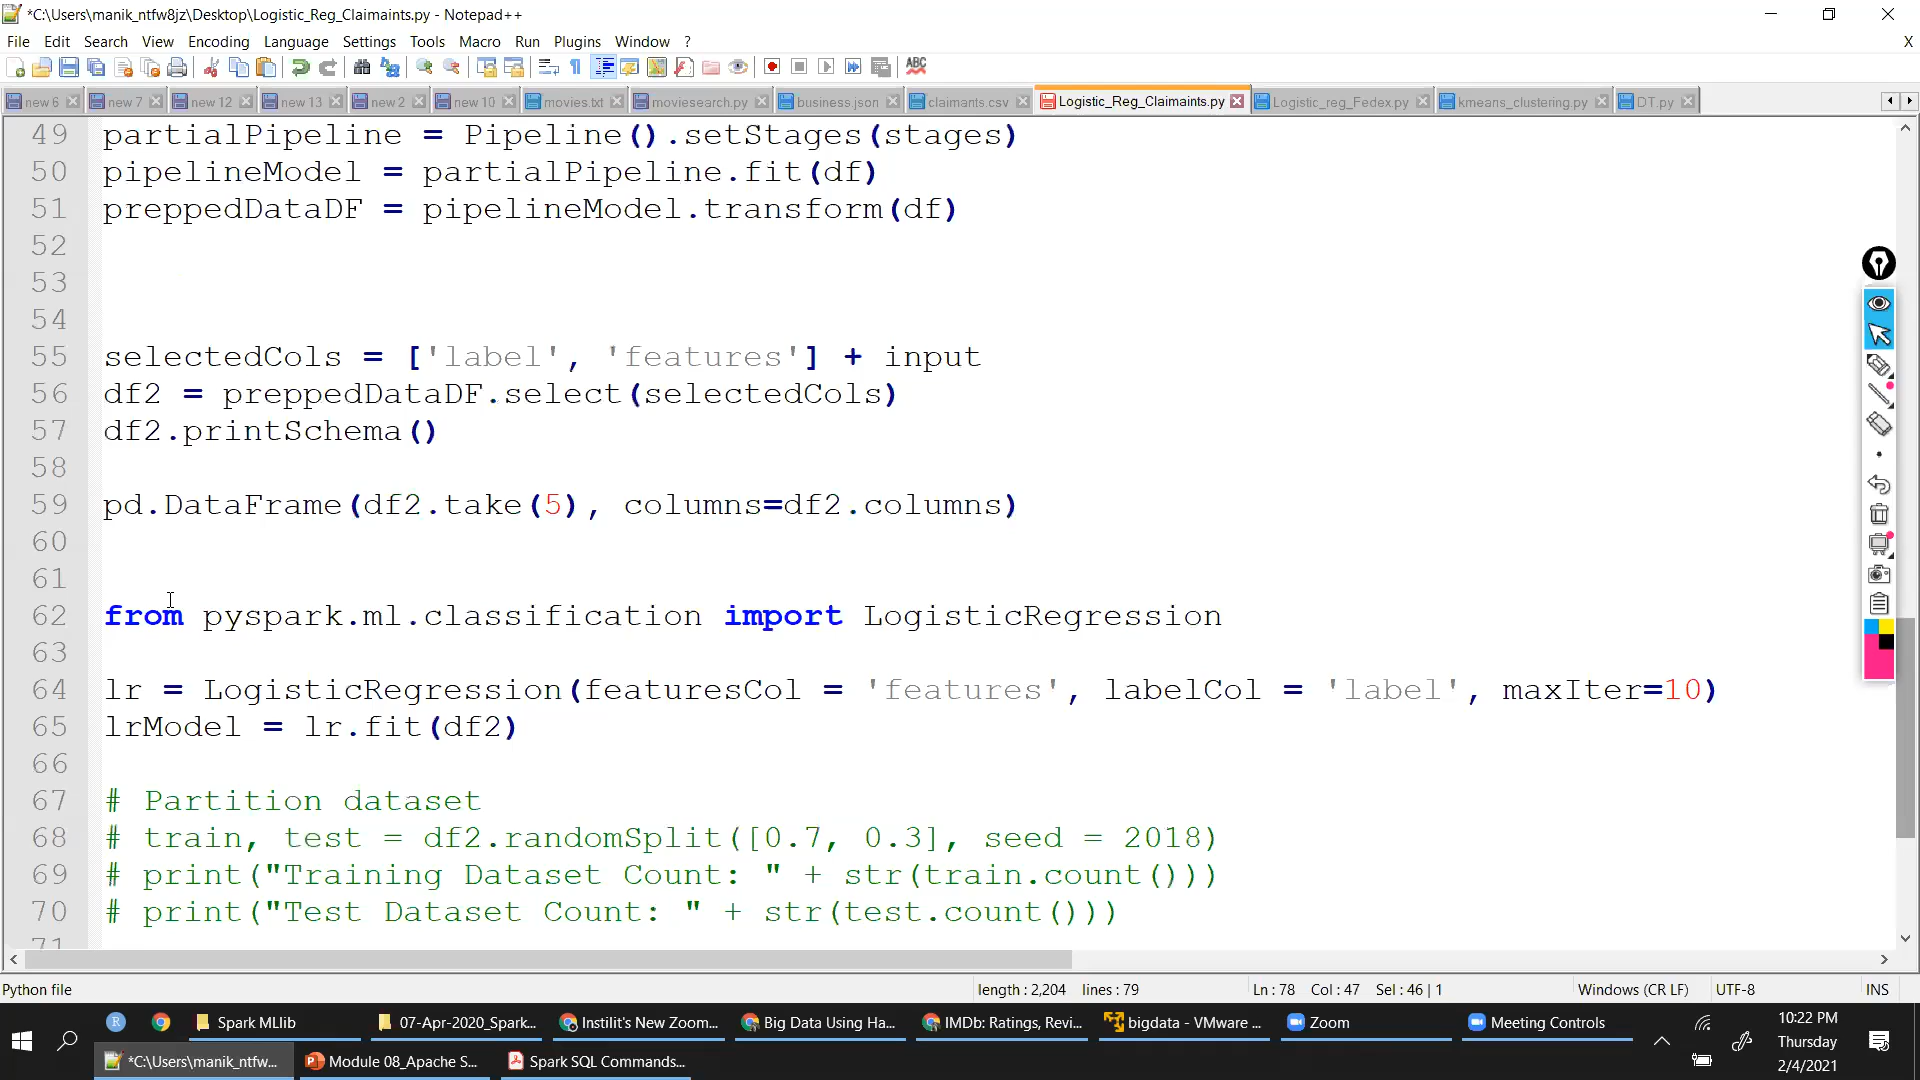 *C:\Users\manik_ntfw8jz\Desktop\Logistic_Reg_Claimaints.py - Notepad++
File Edit Search View Encoding Language Settings Tools Macro Run Plugins Window ? X
new 6 new 7 new 12 new 13 new 2 new 10 movies.txt moviesearch.py business.json claimants.csv Logistic_Reg_Claimaints.py Logistic_reg_Fedex.py kmeans_clustering.py DT.py
49 partialPipeline = Pipeline().setStages(stages)
50 pipelineModel = partialPipeline.fit(df)
51 preppedDataDF = pipelineModel.transform(df)
52
53
54
55 selectedCols = ['label', 'features'] + input
56 df2 = preppedDataDF.select(selectedCols)
57 df2.printSchema()
58
59 pd.DataFrame(df2.take(5), columns=df2.columns)
60
61
62 from pyspark.ml.classification import LogisticRegression
63
64 lr = LogisticRegression(featuresCol = 'features', labelCol = 'label', maxIter=10)
65 lrModel = lr.fit(df2)
66
67 # Partition dataset
68 # train, test = df2.randomSplit([0.7, 0.3], seed = 2018)
69 # print("Training Dataset Count: " + str(train.count()))
70 # print("Test Dataset Count: " + str(test.count()))
71
Python file length : 2,204 lines : 79 Ln : 78 Col : 47 Sel : 46 | 1 Windows (CR LF) UTF-8 INS
Spark MLlib 07-Apr-2020_Spark... Instilit's New Zoom... Big Data Using Ha... IMDb: Ratings, Revi... bigdata - VMware ... Zoom Meeting Controls
*C:\Users\manik_ntfw... Module 08_Apache S... Spark SQL Commands...
10:22 PM
Thursday
2/4/2021